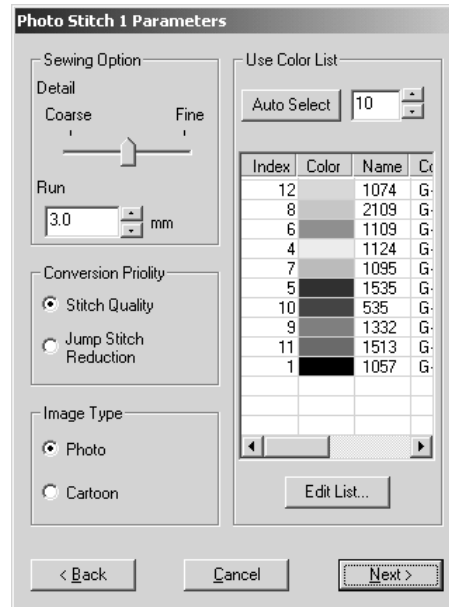 Photo Stitch 1 Parameters
Sewing Option
Detail
Coarse Fine
Run
3.0 mm
Conversion Priolity
Stitch Quality
Jump Stitch
Reduction
Image Type
Photo
Cartoon
Use Color List
Auto Select 10
Index Color Name Co
12 1074 G-
8 2109 G-
6 1109 G-
4 1124 G-
7 1095 G-
5 1535 G-
10 535 G-
9 1332 G-
11 1513 G-
1 1057 G-
Edit List...
< Back Cancel Next >